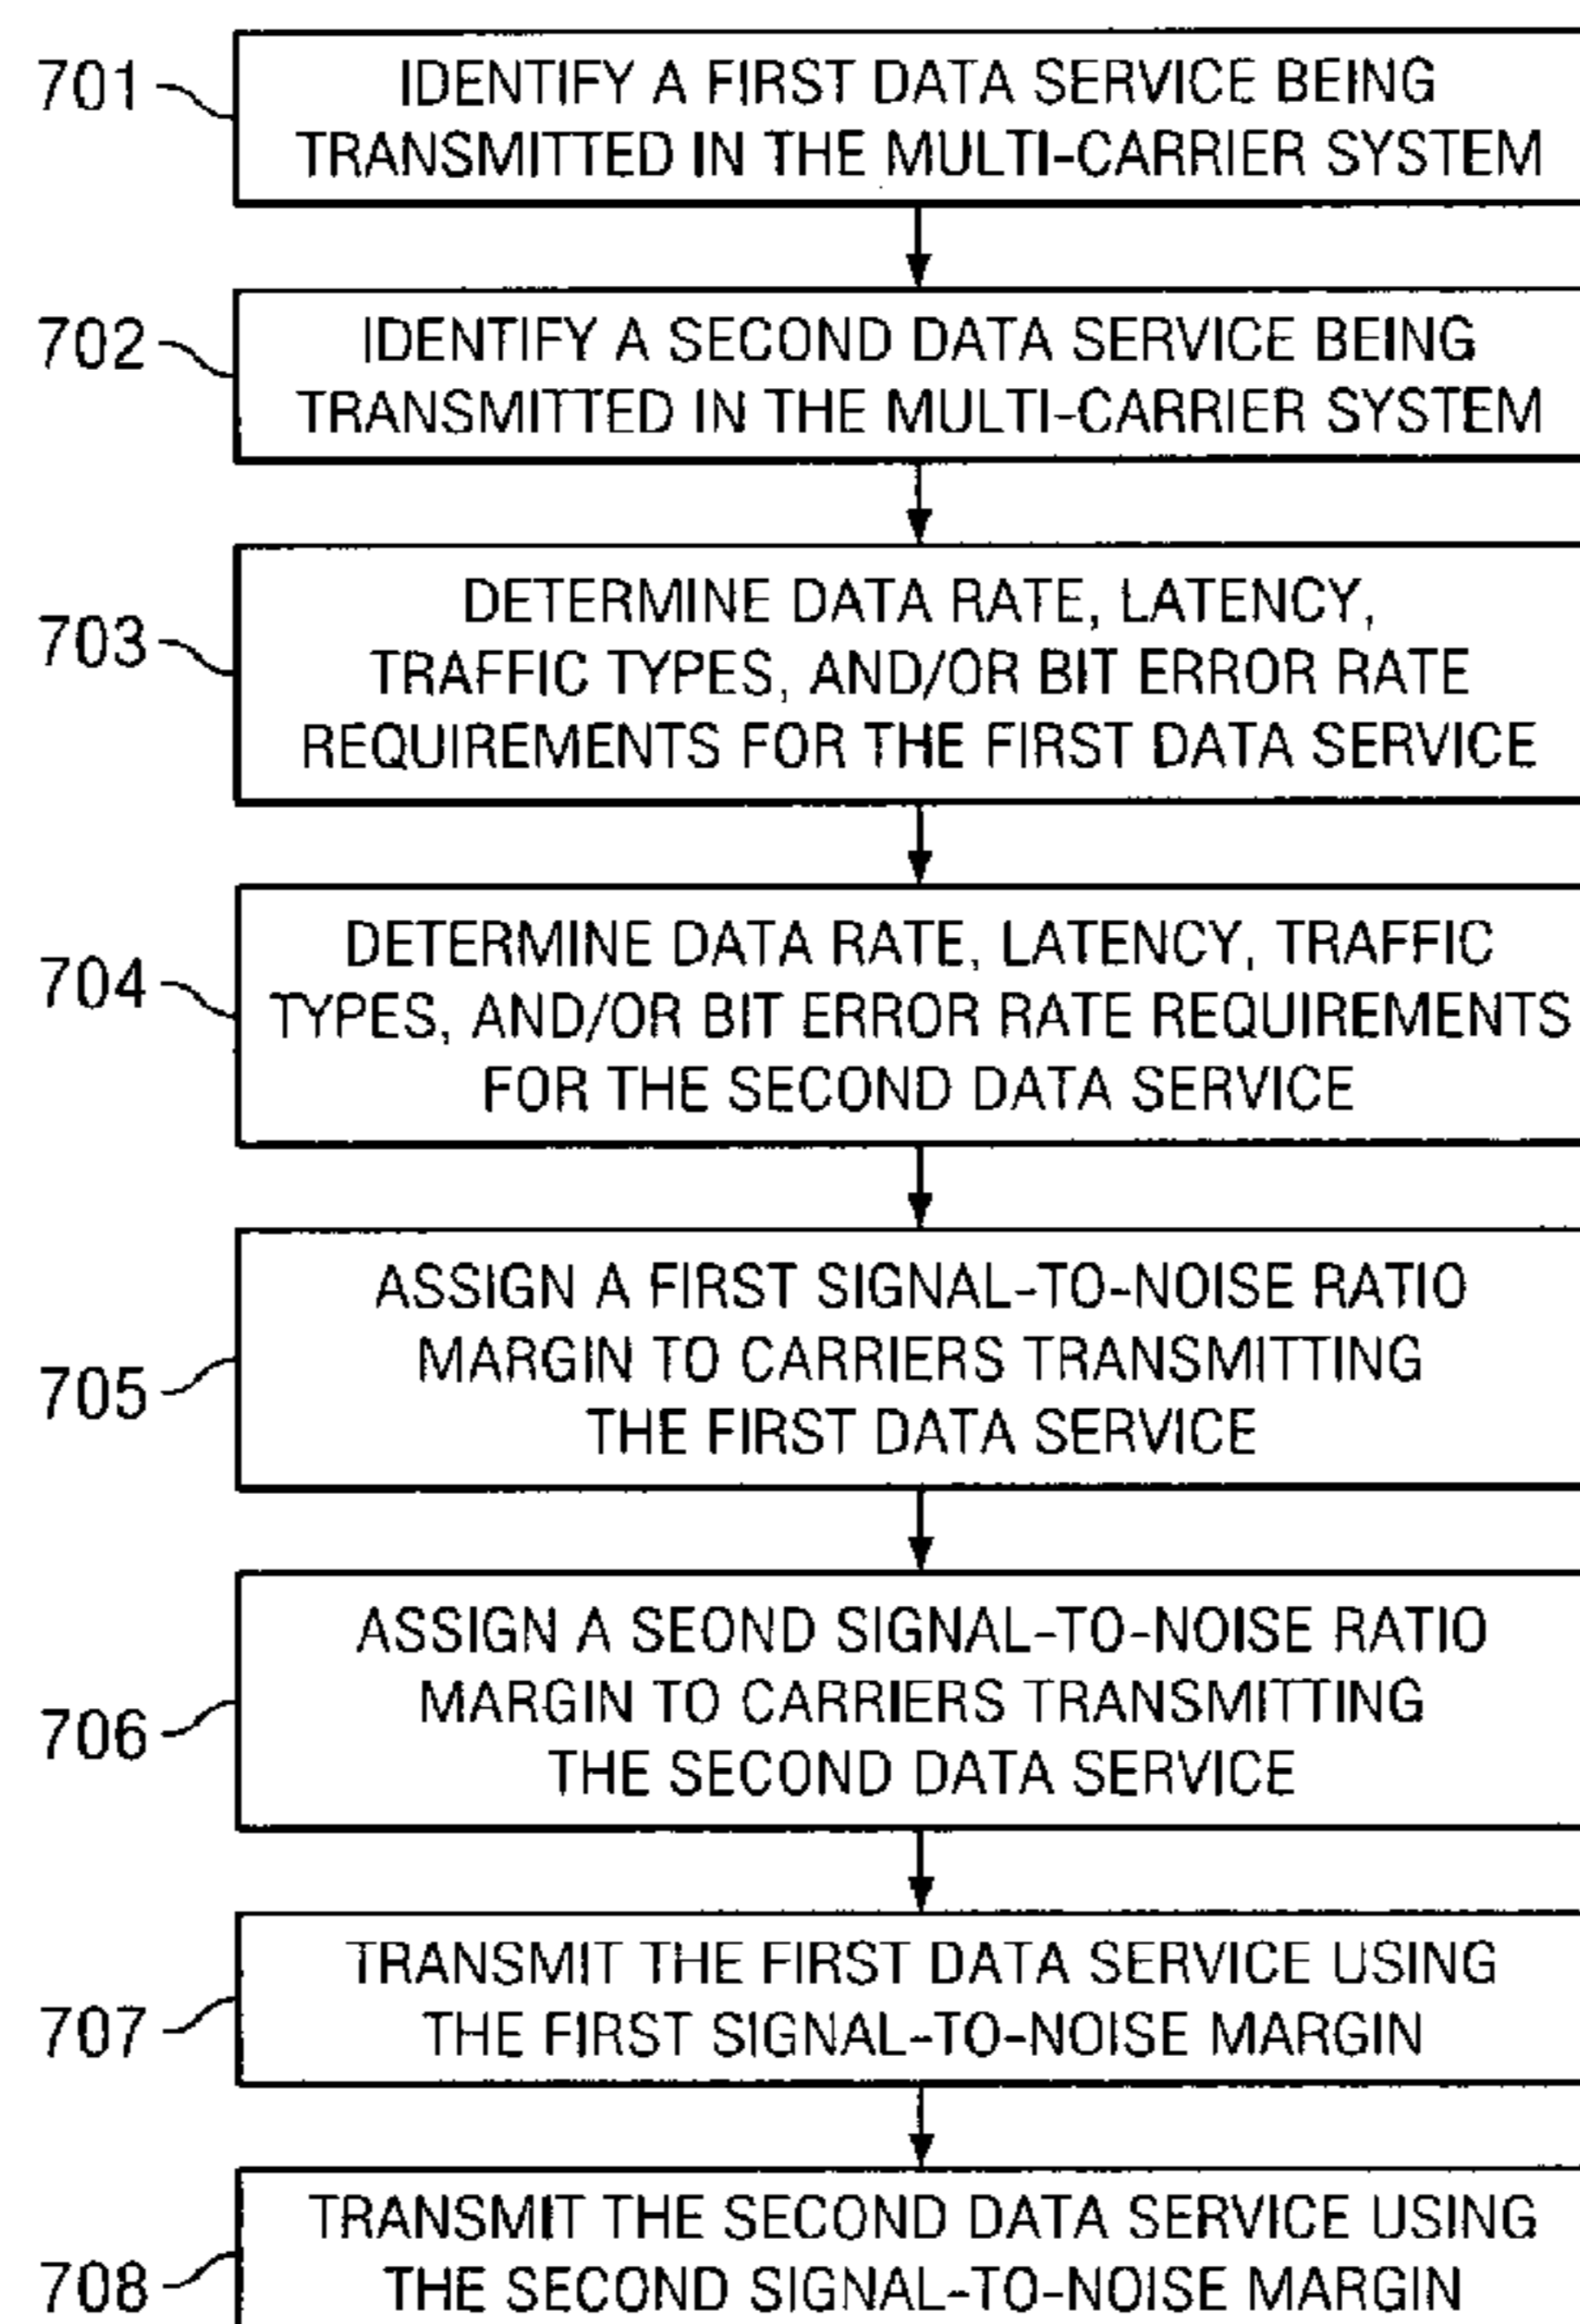 701
IDENTIFY A FIRST DATA SERVICE BEING
TRANSMITTED IN THE MULTI-CARRIER SYSTEM
702
IDENTIFY A SECOND DATA SERVICE BEING
TRANSMITTED IN THE MULTI-CARRIER SYSTEM
703
DETERMINE DATA RATE, LATENCY,
TRAFFIC TYPES, AND/OR BIT ERROR RATE
REQUIREMENTS FOR THE FIRST DATA SERVICE
704
DETERMINE DATA RATE, LATENCY, TRAFFIC
TYPES, AND/OR BIT ERROR RATE REQUIREMENTS
FOR THE SECOND DATA SERVICE
705
ASSIGN A FIRST SIGNAL-TO-NOISE RATIO
MARGIN TO CARRIERS TRANSMITTING
THE FIRST DATA SERVICE
706
ASSIGN A SEOND SIGNAL-TO-NOISE RATIO
MARGIN TO CARRIERS TRANSMITTING
THE SECOND DATA SERVICE
707
TRANSMIT THE FIRST DATA SERVICE USING
THE FIRST SIGNAL-TO-NOISE MARGIN
708
TRANSMIT THE SECOND DATA SERVICE USING
THE SECOND SIGNAL-TO-NOISE MARGIN